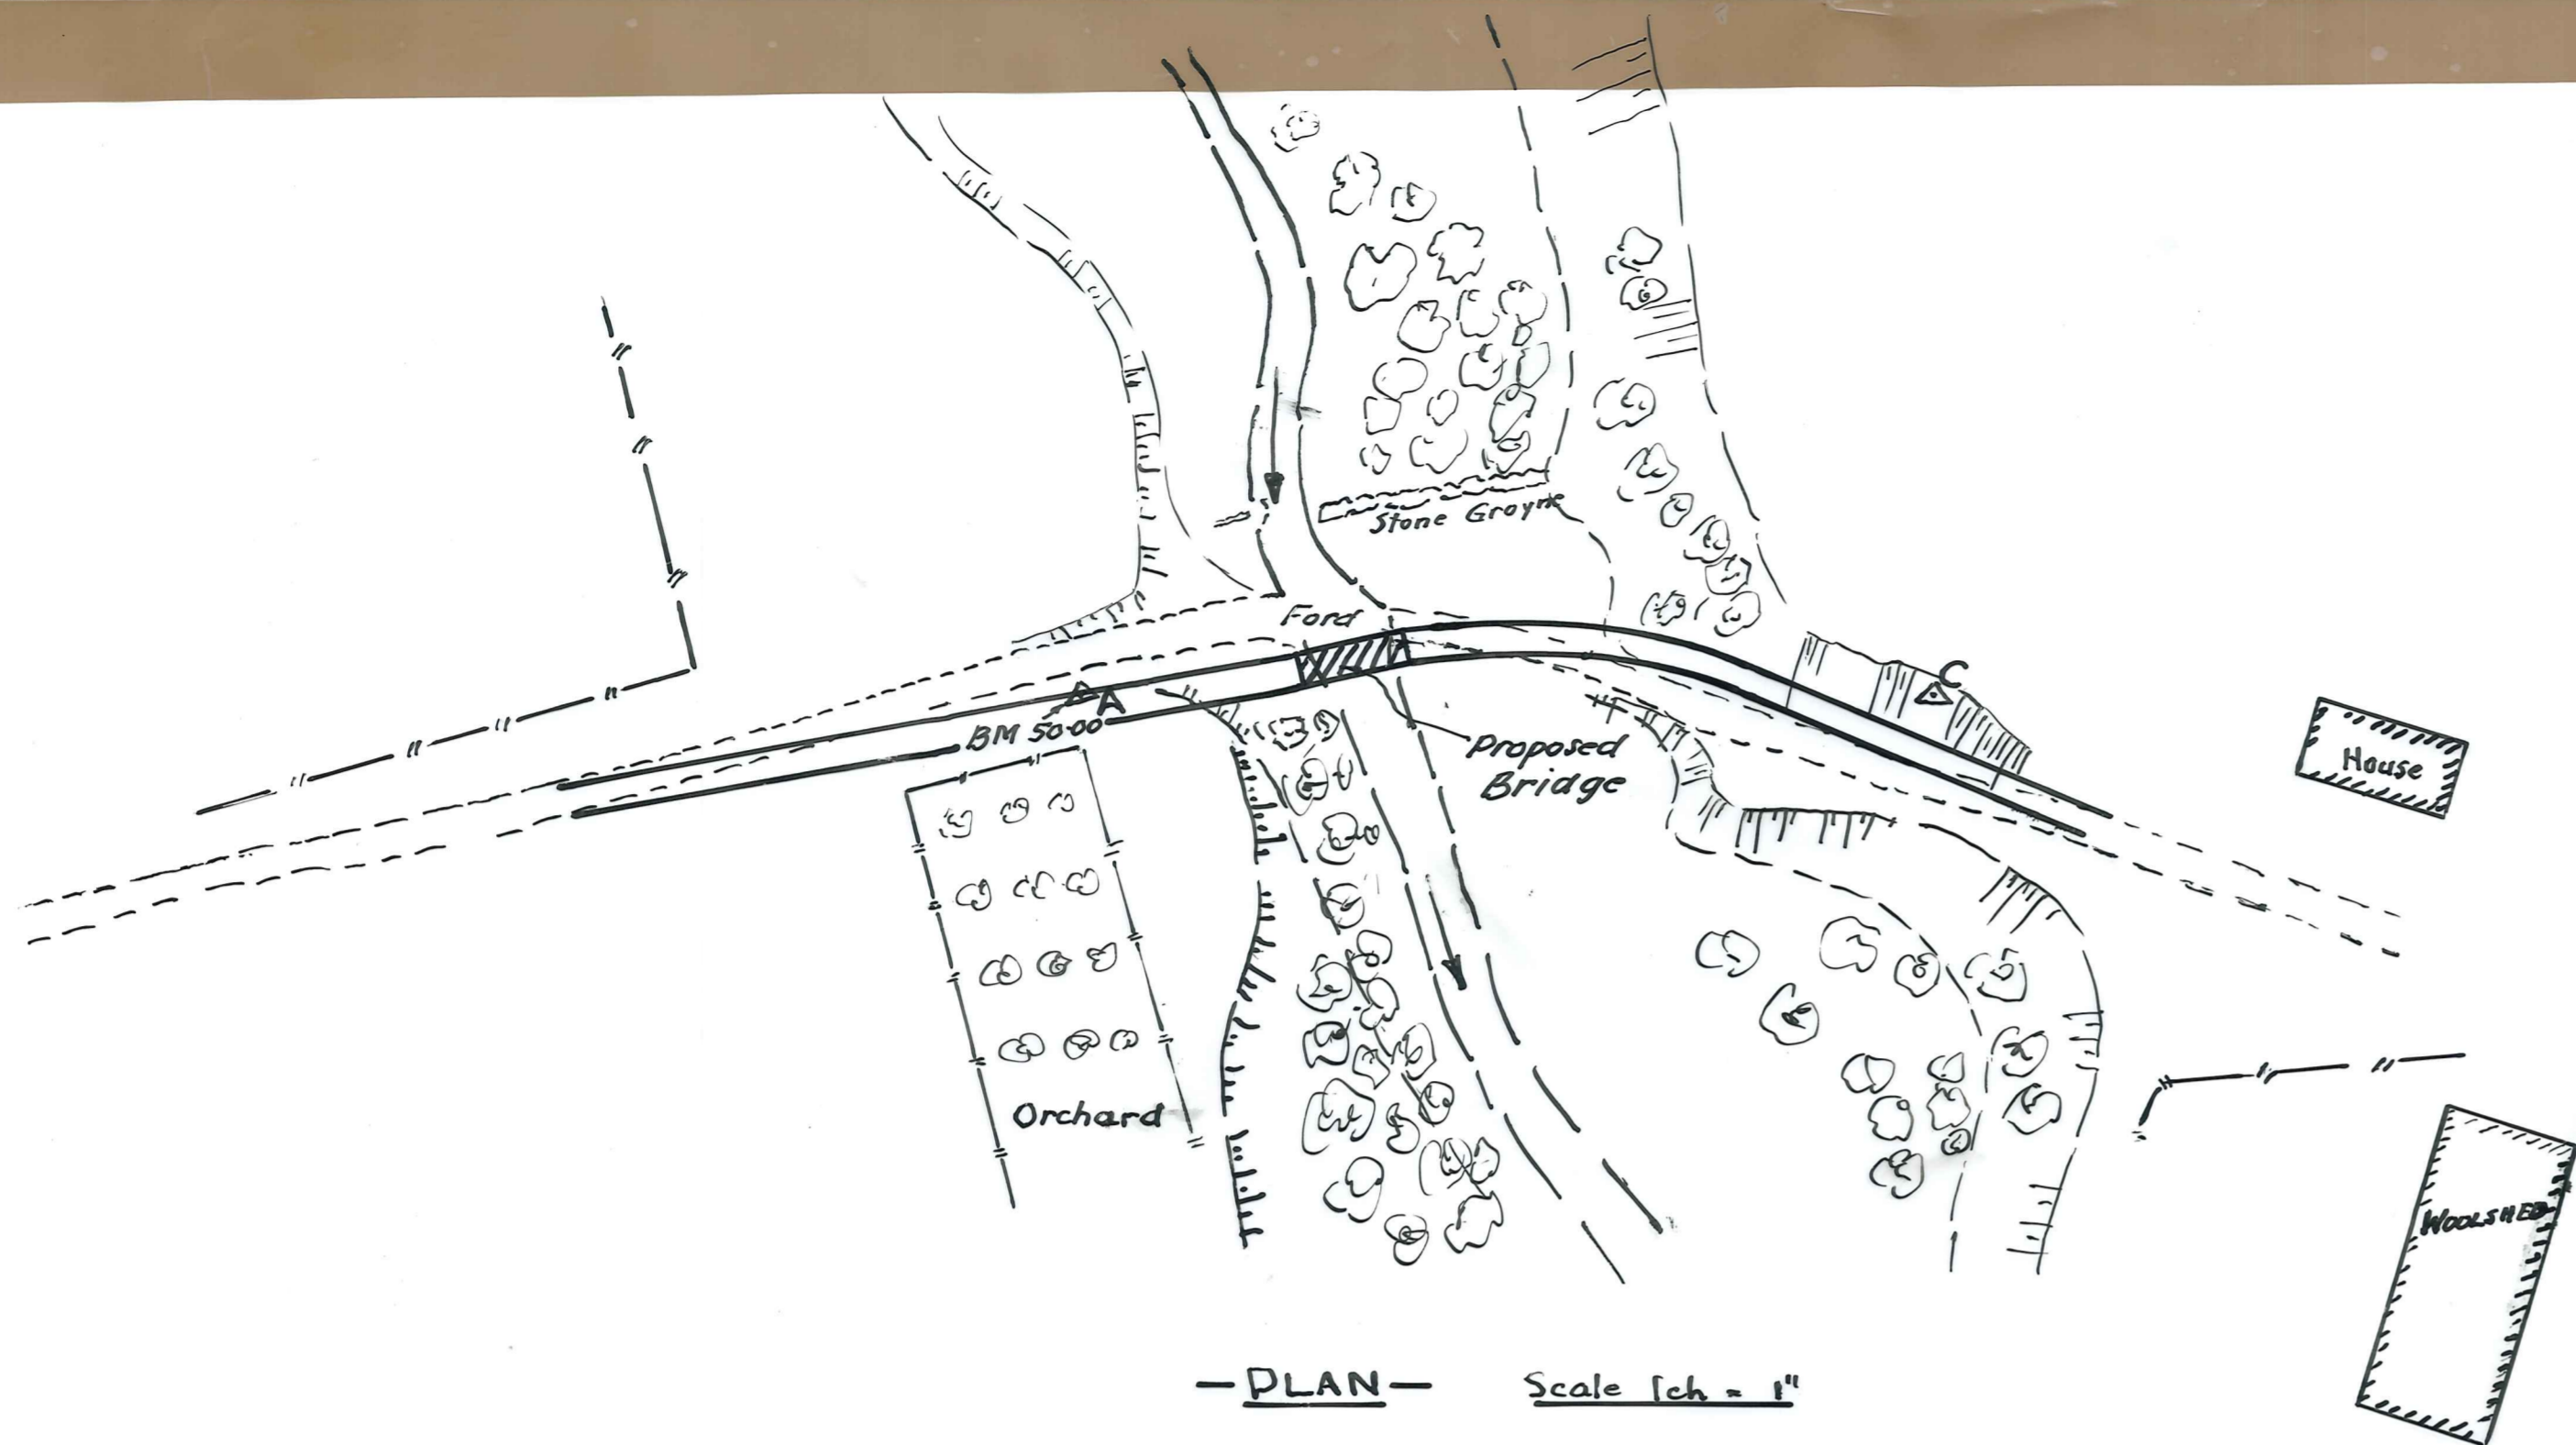 Stone Groyne
Ford
C
A
BM 50·00
Proposed
Bridge
House
Orchard
WOOLSHED
— PLAN —
Scale 1ch = 1"